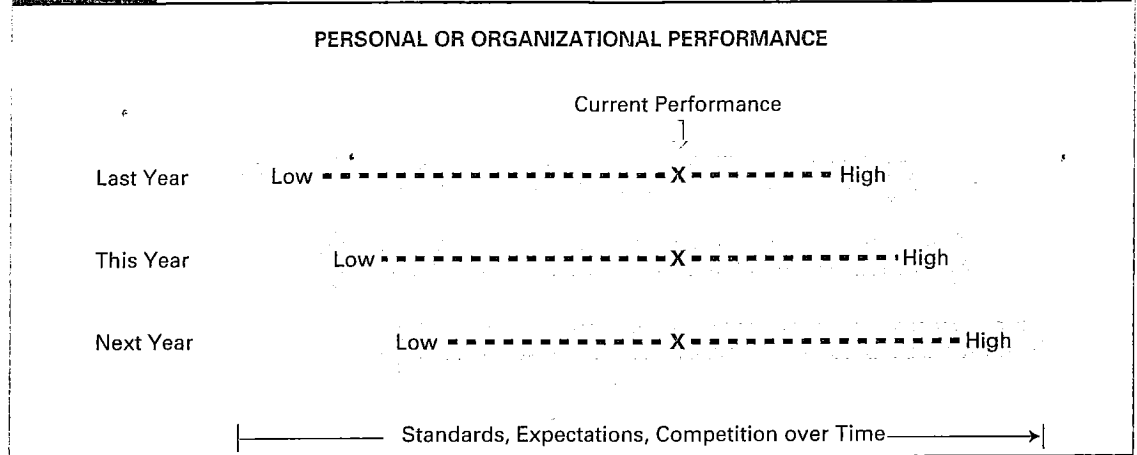 PERSONAL OR ORGANIZATIONAL PERFORMANCE
Current Performance
Last Year Low X High
This Year Low X High
Next Year Low X High
Standards, Expectations, Competition over Time